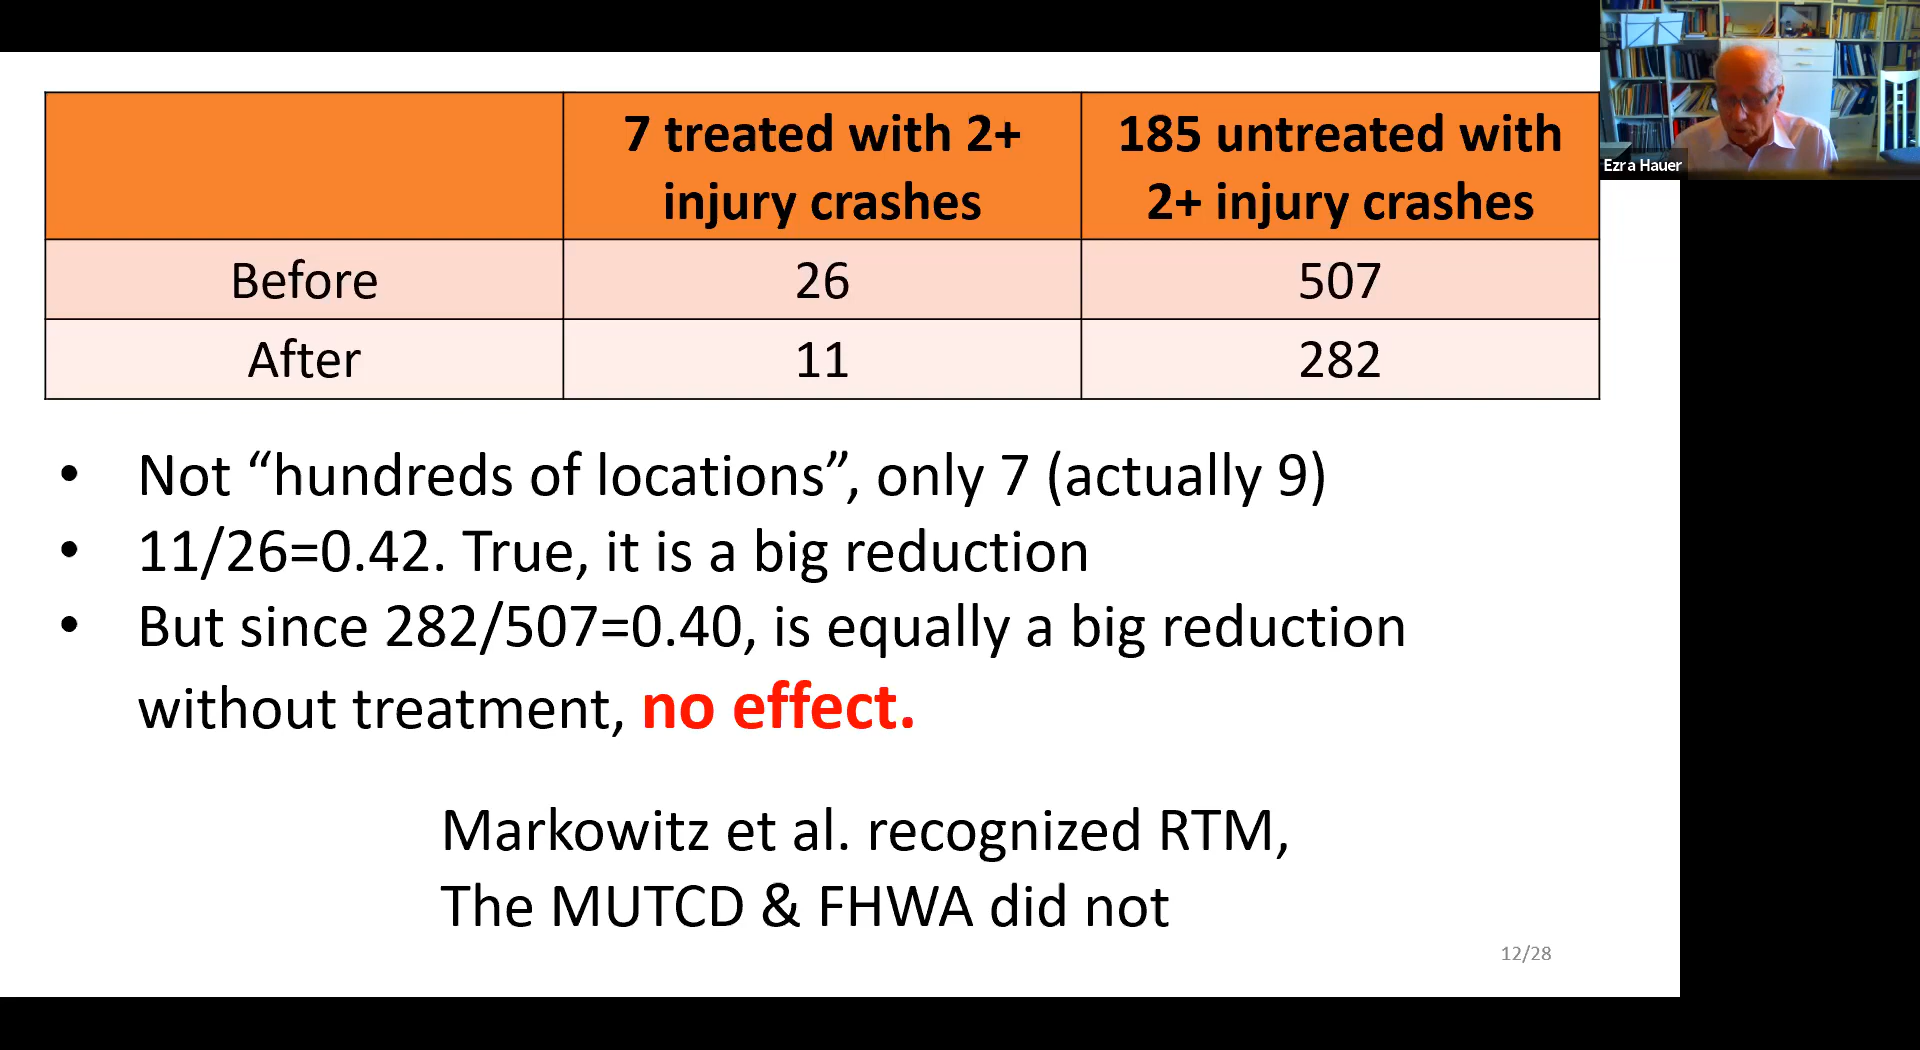 7 treated with 2+
injury crashes
185 untreated with
2+ injury crashes
Ezra Hauer
Before
26
507
After
11
282
• Not “hundreds of locations”, only 7 (actually 9)
• 11/26=0.42. True, it is a big reduction
• But since 282/507=0.40, is equally a big reduction
without treatment, no effect.
Markowitz et al. recognized RTM,
The MUTCD & FHWA did not
12/28